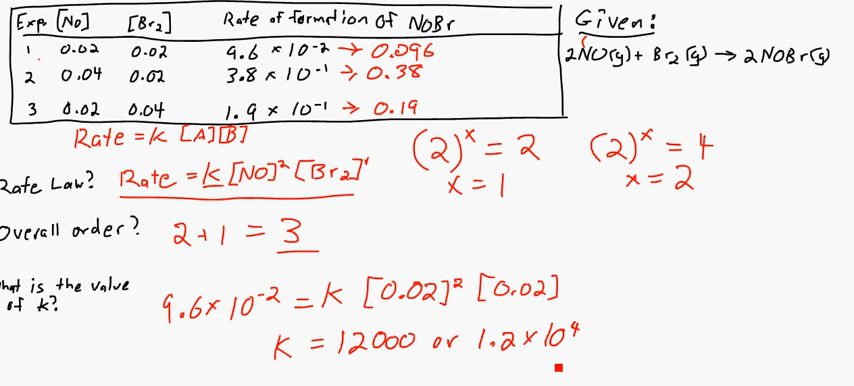 Exp. [No] [Br₂] Rate of formation of NOBr
1 0.02 0.02 9.6 × 10⁻² → 0.096
2 0.04 0.02 3.8 × 10⁻¹ → 0.38
3 0.02 0.04 1.9 × 10⁻¹ → 0.19
Given:
2NO(g) + Br₂(g) → 2NOBr(g)
Rate = K [A][B]
(2)ˣ = 2 (2)ˣ = 4
x = 1 x = 2
Rate Law? Rate = K [NO]² [Br₂]¹
Overall order? 2 + 1 = 3
hat is the value
of k?
9.6 × 10⁻² = K [0.02]² [0.02]
K = 12000 or 1.2 × 10⁴